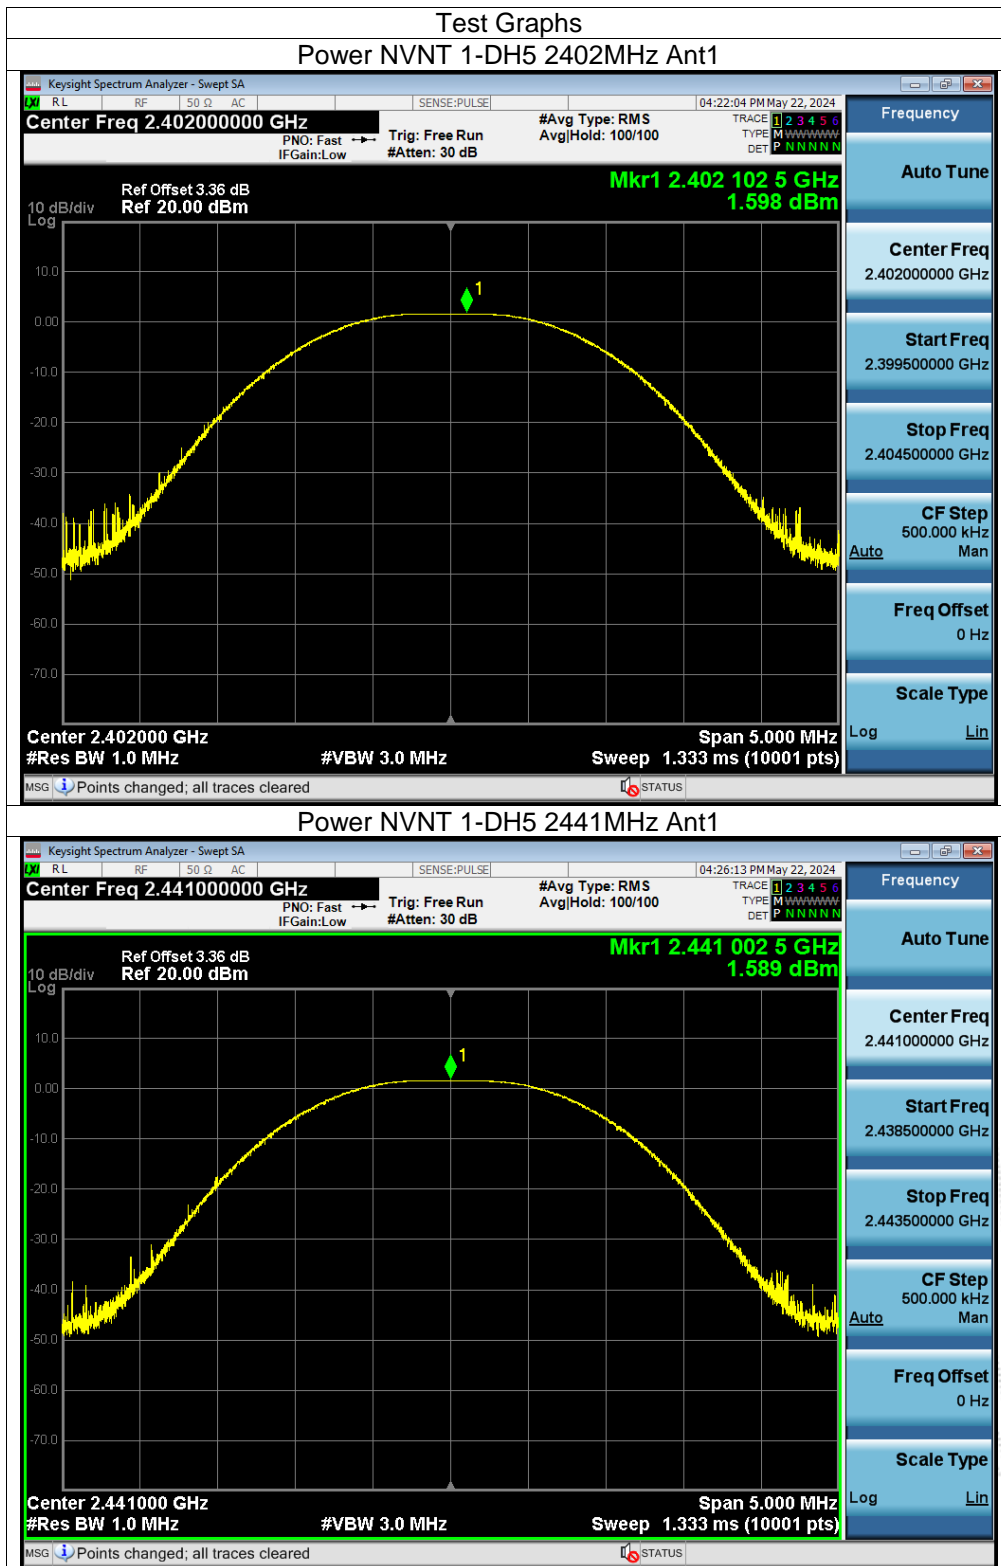 Test Graphs
Power NVNT 1-DH5 2402MHz Ant1
Keysight Spectrum Analyzer - Swept SA
LXI RL RF 50 Ω AC SENSE:PULSE 04:22:04 PM May 22, 2024
Center Freq 2.402000000 GHz #Avg Type: RMS TRACE 1 2 3 4 5 6
PNO: Fast Trig: Free Run Avg|Hold: 100/100 TYPE M W W W W W
IFGain:Low #Atten: 30 dB DET P N N N N N
Frequency
Auto Tune
Mkr1 2.402 102 5 GHz
1.598 dBm
Ref Offset 3.36 dB
10 dB/div Ref 20.00 dBm
Log
10.0
0.00
-10.0
-20.0
-30.0
-40.0
-50.0
-60.0
-70.0
1
Center Freq
2.402000000 GHz
Start Freq
2.399500000 GHz
Stop Freq
2.404500000 GHz
CF Step
500.000 kHz
Auto Man
Freq Offset
0 Hz
Scale Type
Log Lin
Center 2.402000 GHz Span 5.000 MHz
#Res BW 1.0 MHz #VBW 3.0 MHz Sweep 1.333 ms (10001 pts)
MSG Points changed; all traces cleared STATUS
Power NVNT 1-DH5 2441MHz Ant1
Keysight Spectrum Analyzer - Swept SA
LXI RL RF 50 Ω AC SENSE:PULSE 04:26:13 PM May 22, 2024
Center Freq 2.441000000 GHz #Avg Type: RMS TRACE 1 2 3 4 5 6
PNO: Fast Trig: Free Run Avg|Hold: 100/100 TYPE M W W W W W
IFGain:Low #Atten: 30 dB DET P N N N N N
Frequency
Auto Tune
Mkr1 2.441 002 5 GHz
1.589 dBm
Ref Offset 3.36 dB
10 dB/div Ref 20.00 dBm
Log
10.0
0.00
-10.0
-20.0
-30.0
-40.0
-50.0
-60.0
-70.0
1
Center Freq
2.441000000 GHz
Start Freq
2.438500000 GHz
Stop Freq
2.443500000 GHz
CF Step
500.000 kHz
Auto Man
Freq Offset
0 Hz
Scale Type
Log Lin
Center 2.441000 GHz Span 5.000 MHz
#Res BW 1.0 MHz #VBW 3.0 MHz Sweep 1.333 ms (10001 pts)
MSG Points changed; all traces cleared STATUS